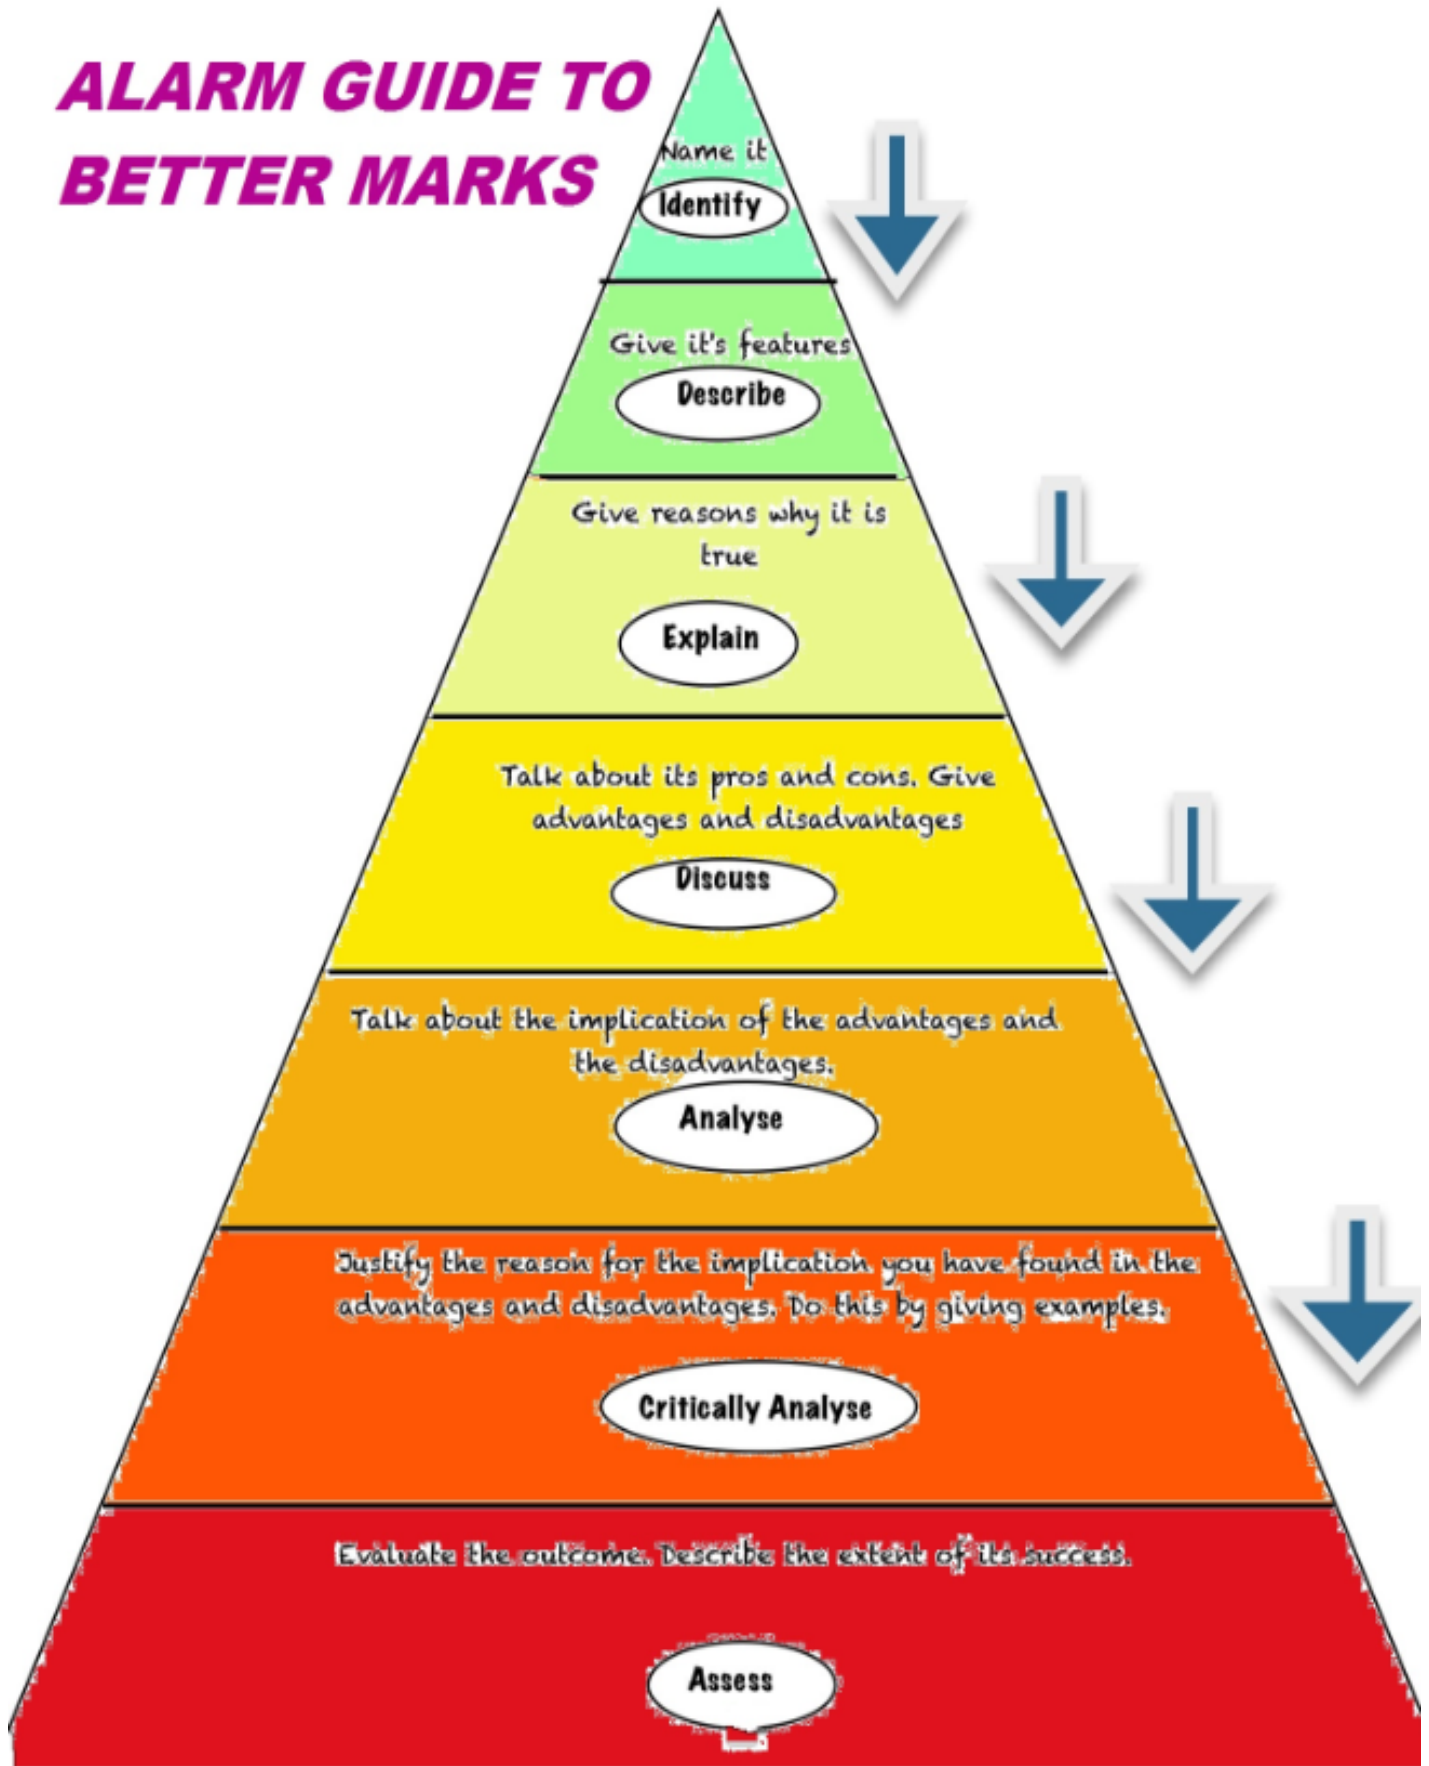 ALARM GUIDE TO
BETTER MARKS
Name it
Identify
Give it's features
Describe
Give reasons why it is
true
Explain
Talk about its pros and cons. Give
advantages and disadvantages
Discuss
Talk about the implication of the advantages and
the disadvantages.
Analyse
Justify the reason for the implication you have found in the
advantages and disadvantages. Do this by giving examples.
Critically Analyse
Evaluate the outcome. Describe the extent of its success.
Assess